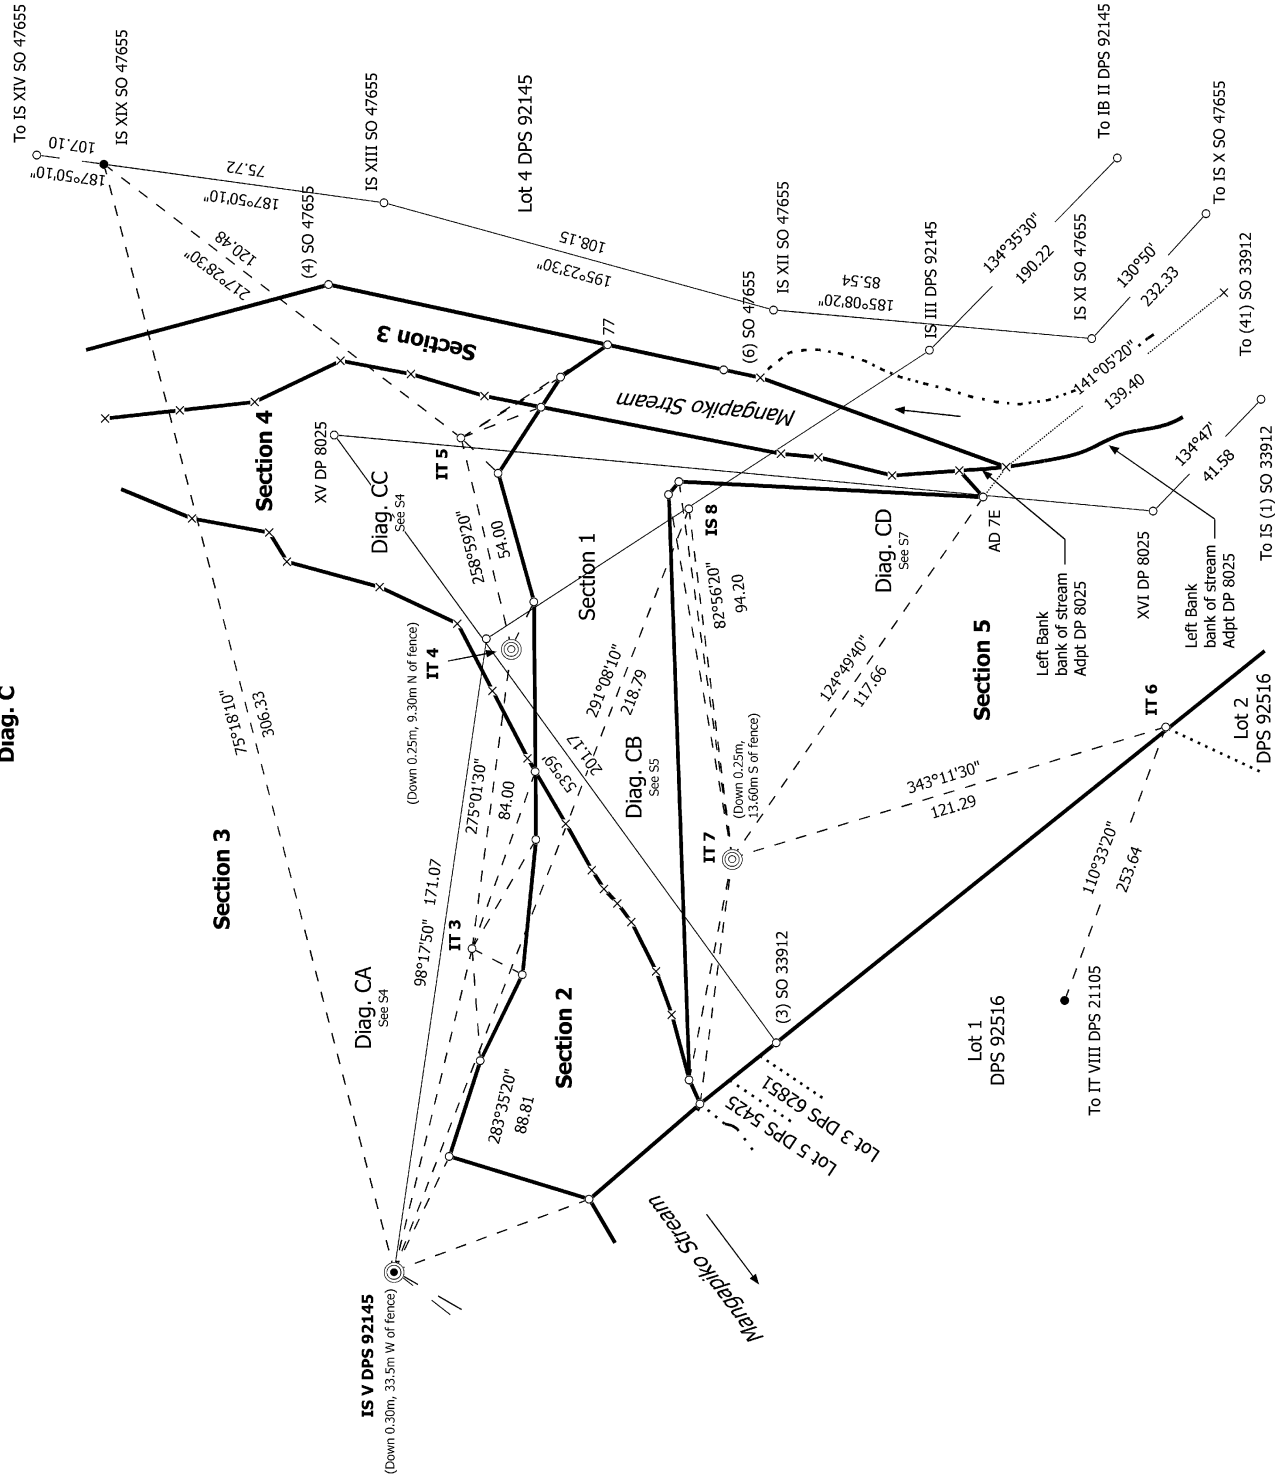 Diag. C
To IS XIV SO 47655
107.10
187°50'10"
IS XIX SO 47655
75.72
187°50'10"
IS XIII SO 47655
Lot 4 DPS 92145
120.48
217°28'30"
(4) SO 47655
108.15
195°23'30"
IS XII SO 47655
(6) SO 47655
85.54
185°08'20"
IS III DPS 92145
134°35'30"
190.22
To IB II DPS 92145
IS XI SO 47655
130°50'
232.33
To IS X SO 47655
To (41) SO 33912
141°05'20"
139.40
134°47'
41.58
To IS (1) SO 33912
Section 3
77
Mangapiko Stream
Section 4
XV DP 8025
IT 5
Diag. CC
See S4
258°59'20"
54.00
Section 1
IS 8
Diag. CD
See S7
AD 7E
XVI DP 8025
Left Bank
bank of stream
Adpt DP 8025
Left Bank
bank of stream
Adpt DP 8025
75°18'10"
306.33
(Down 0.25m, 9.30m N of fence)
IT 4
291°08'10"
218.79
82°56'20"
94.20
124°49'40"
117.66
Section 5
IT 6
Lot 2
DPS 92516
275°01'30"
84.00
53°59'
201.17
Diag. CB
See S5
(Down 0.25m,
13.60m S of fence)
IT 7
343°11'30"
121.29
110°33'20"
253.64
Section 3
98°17'50" 171.07
IT 3
Diag. CA
See S4
Section 2
(3) SO 33912
Lot 1
DPS 92516
To IT VIII DPS 21105
283°35'20"
88.81
Lot 3 DPS 62851
Lot 5 DPS 5425
Mangapiko Stream
IS V DPS 92145
(Down 0.30m, 33.5m W of fence)